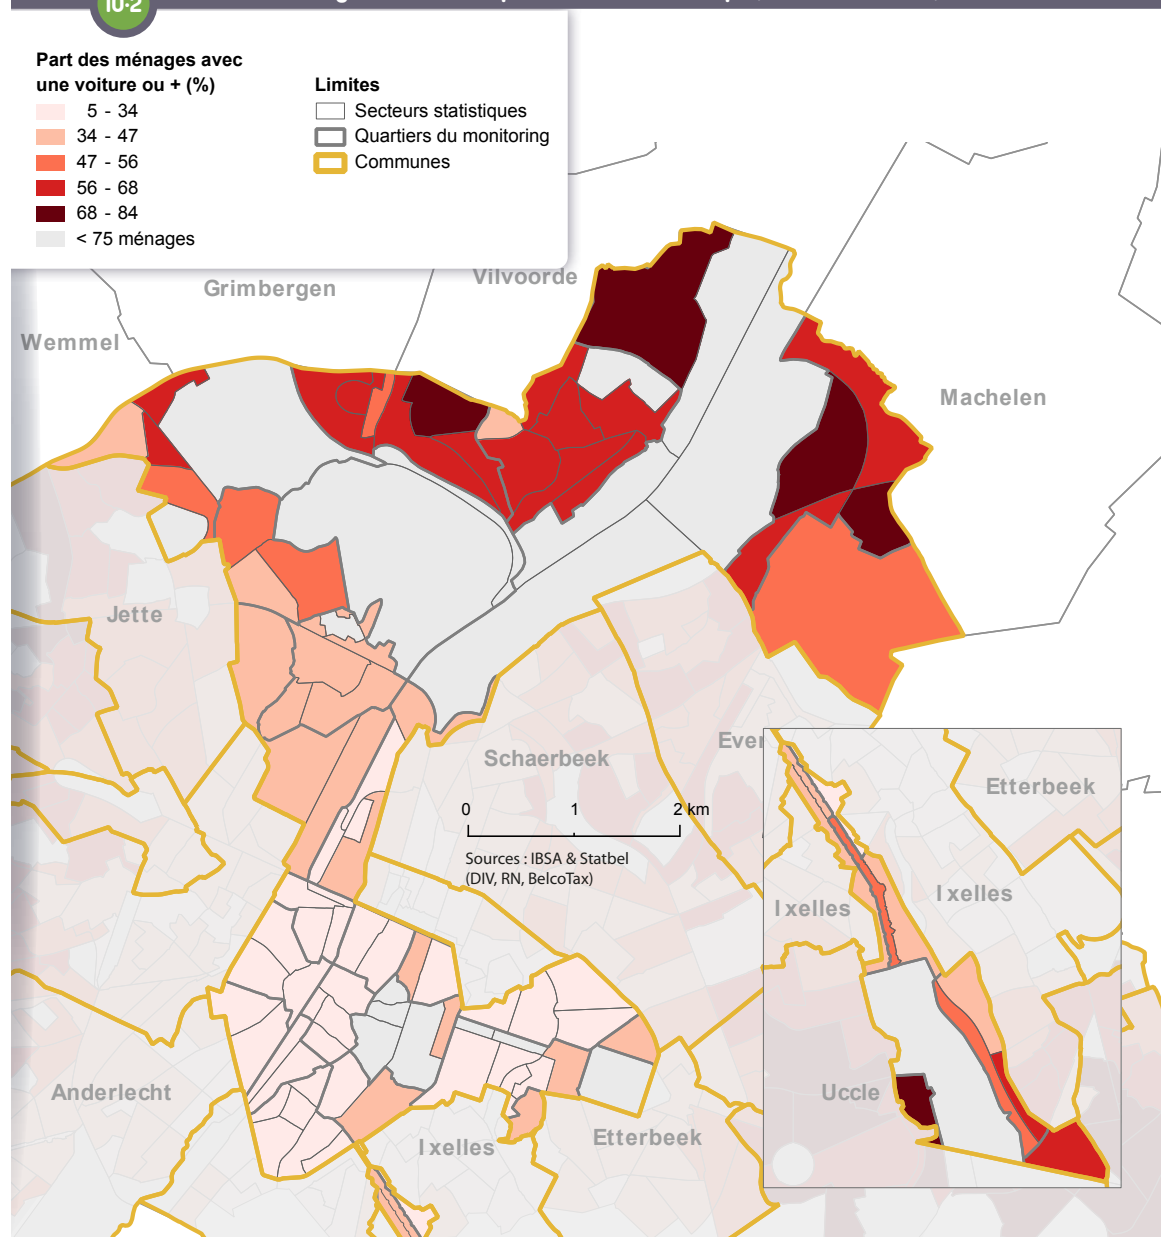 10.2
Part des ménages avec
une voiture ou + (%)
5 - 34
34 - 47
47 - 56
56 - 68
68 - 84
< 75 ménages
Limites
Secteurs statistiques
Quartiers du monitoring
Communes
Grimbergen
Vilvoorde
Wemmel
Machelen
Jette
Schaerbeek
Ever
0 1 2 km
Sources : IBSA & Statbel
(DIV, RN, BelcoTax)
Etterbeek
Ixelles
Ixelles
Uccle
Anderlecht
Ixelles
Etterbeek